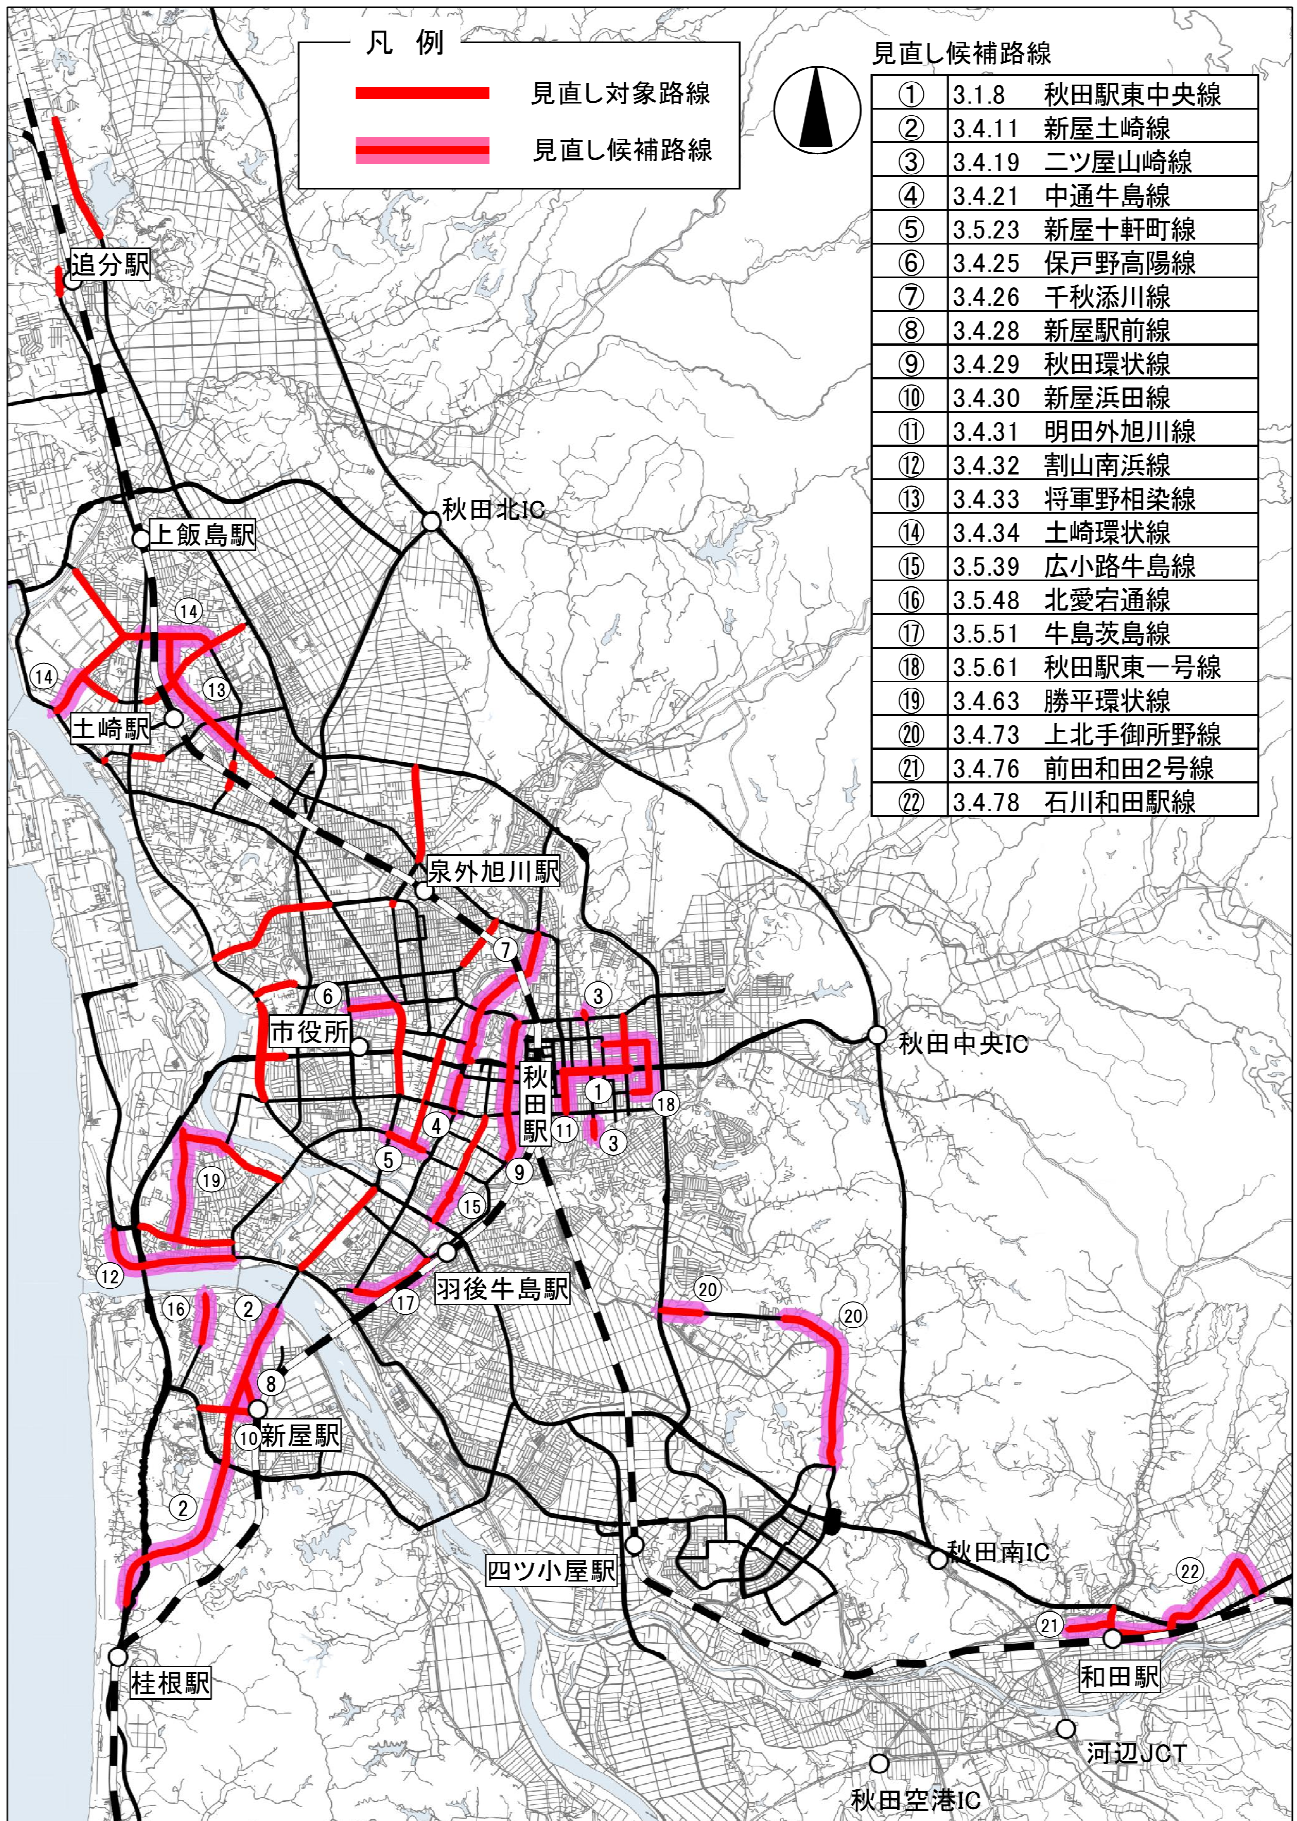 凡 例
見直し対象路線
見直し候補路線
見直し候補路線
① 3.1.8 秋田駅東中央線
② 3.4.11 新屋土崎線
③ 3.4.19 二ツ屋山崎線
④ 3.4.21 中通牛島線
⑤ 3.5.23 新屋十軒町線
⑥ 3.4.25 保戸野高陽線
⑦ 3.4.26 千秋添川線
⑧ 3.4.28 新屋駅前線
⑨ 3.4.29 秋田環状線
⑩ 3.4.30 新屋浜田線
⑪ 3.4.31 明田外旭川線
⑫ 3.4.32 割山南浜線
⑬ 3.4.33 将軍野相染線
⑭ 3.4.34 土崎環状線
⑮ 3.5.39 広小路牛島線
⑯ 3.5.48 北愛宕通線
⑰ 3.5.51 牛島茨島線
⑱ 3.5.61 秋田駅東一号線
⑲ 3.4.63 勝平環状線
⑳ 3.4.73 上北手御所野線
㉑ 3.4.76 前田和田2号線
㉒ 3.4.78 石川和田駅線
追分駅
秋田北IC
上飯島駅
⑭
⑭
⑬
土崎駅
泉外旭川駅
⑦
⑥
③
市役所
秋田中央IC
秋田駅
①
⑱
④
⑪
③
⑤
⑨
⑲
⑮
⑫
羽後牛島駅
⑰
⑯
②
⑳
⑳
⑧
⑩
新屋駅
②
四ツ小屋駅
秋田南IC
㉒
㉑
桂根駅
和田駅
河辺JCT
秋田空港IC